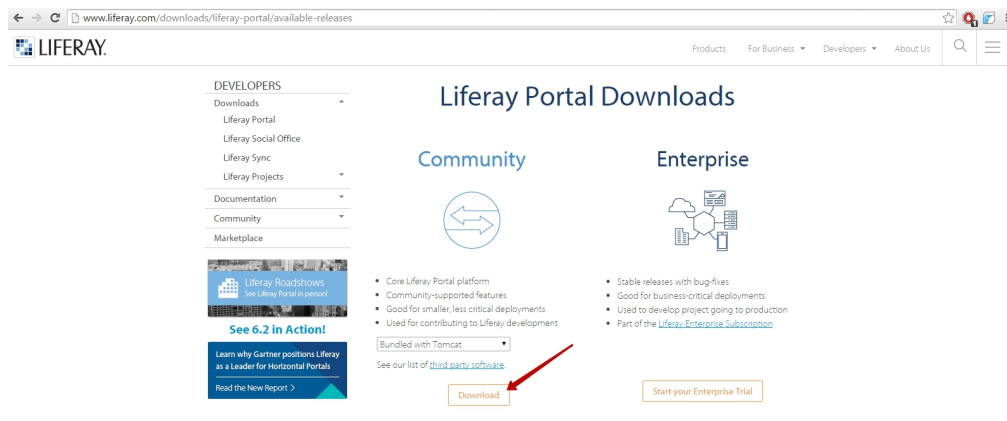 www.liferay.com/downloads/liferay-portal/available-releases
LIFERAY.
Products For Business Developers About Us
DEVELOPERS
Downloads
Liferay Portal
Liferay Social Office
Liferay Sync
Liferay Projects
Documentation
Community
Marketplace
Liferay Roadshows
See Liferay Portal in person!
See 6.2 in Action!
Learn why Gartner positions Liferay
as a Leader for Horizontal Portals
Read the New Report >
Liferay Portal Downloads
Community
Core Liferay Portal platform
Community-supported features
Good for smaller, less critical deployments
Used for contributing to Liferay development
Bundled with Tomcat
See our list of third party software.
Download
Enterprise
Stable releases with bug-fixes
Good for business-critical deployments
Used to develop project going to production
Part of the Liferay Enterprise Subscription
Start your Enterprise Trial